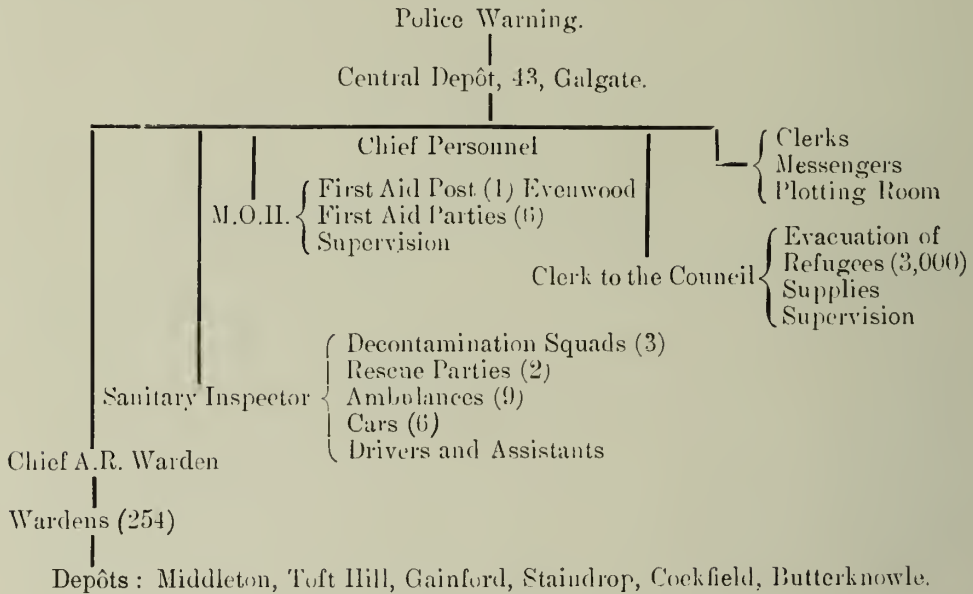 Police Warning.
Central Depôt, 43, Galgate.
Chief Personnel
Clerks
Messengers
Plotting Room
M.O.H.
First Aid Post (1) Evenwood
First Aid Parties (6)
Supervision
Clerk to the Council
Evacuation of
Refugees (3,000)
Supplies
Supervision
Sanitary Inspector
Decontamination Squads (3)
Rescue Parties (2)
Ambulances (9)
Cars (6)
Drivers and Assistants
Chief A.R. Warden
Wardens (254)
Depôts : Middleton, Toft Hill, Gainford, Staindrop, Cockfield, Butterknowle.